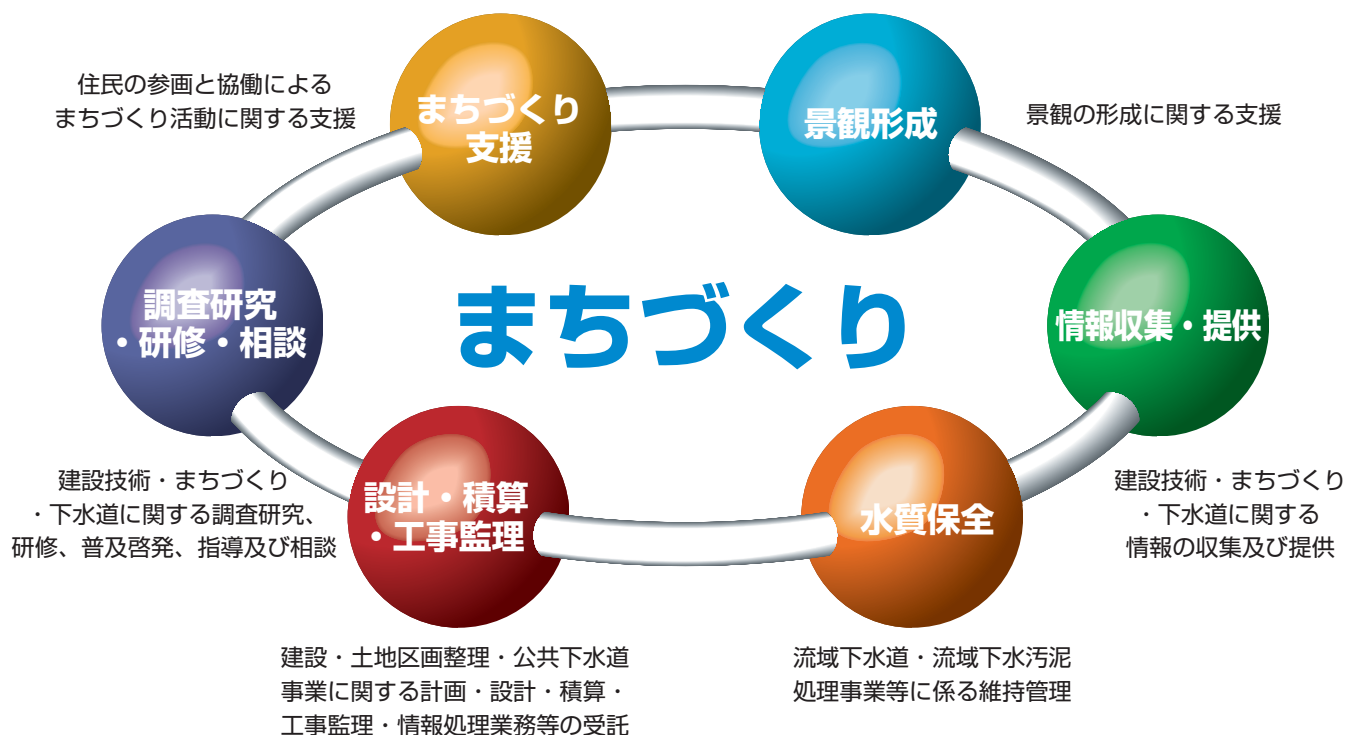 住民の参画と協働による
まちづくり活動に関する支援
まちづくり
支援
景観形成
景観の形成に関する支援
調査研究
・研修・相談
まちづくり
情報収集・提供
建設技術・まちづくり
・下水道に関する調査研究、
研修、普及啓発、指導及び相談
設計・積算
・工事監理
水質保全
建設技術・まちづくり
・下水道に関する
情報の収集及び提供
建設・土地区画整理・公共下水道
事業に関する計画・設計・積算・
工事監理・情報処理業務等の受託
流域下水道・流域下水汚泥
処理事業等に係る維持管理